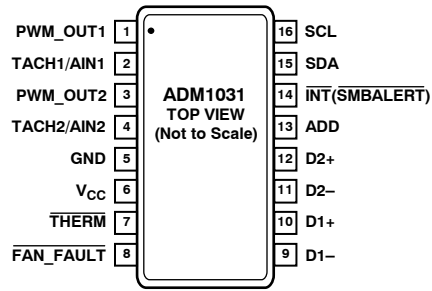 PWM_OUT1 1 16 SCL
TACH1/AIN1 2 15 SDA
PWM_OUT2 3 ADM1031 14 INT(SMBALERT)
TACH2/AIN2 4 TOP VIEW 13 ADD
(Not to Scale)
GND 5 12 D2+
VCC 6 11 D2–
THERM 7 10 D1+
FAN_FAULT 8 9 D1–